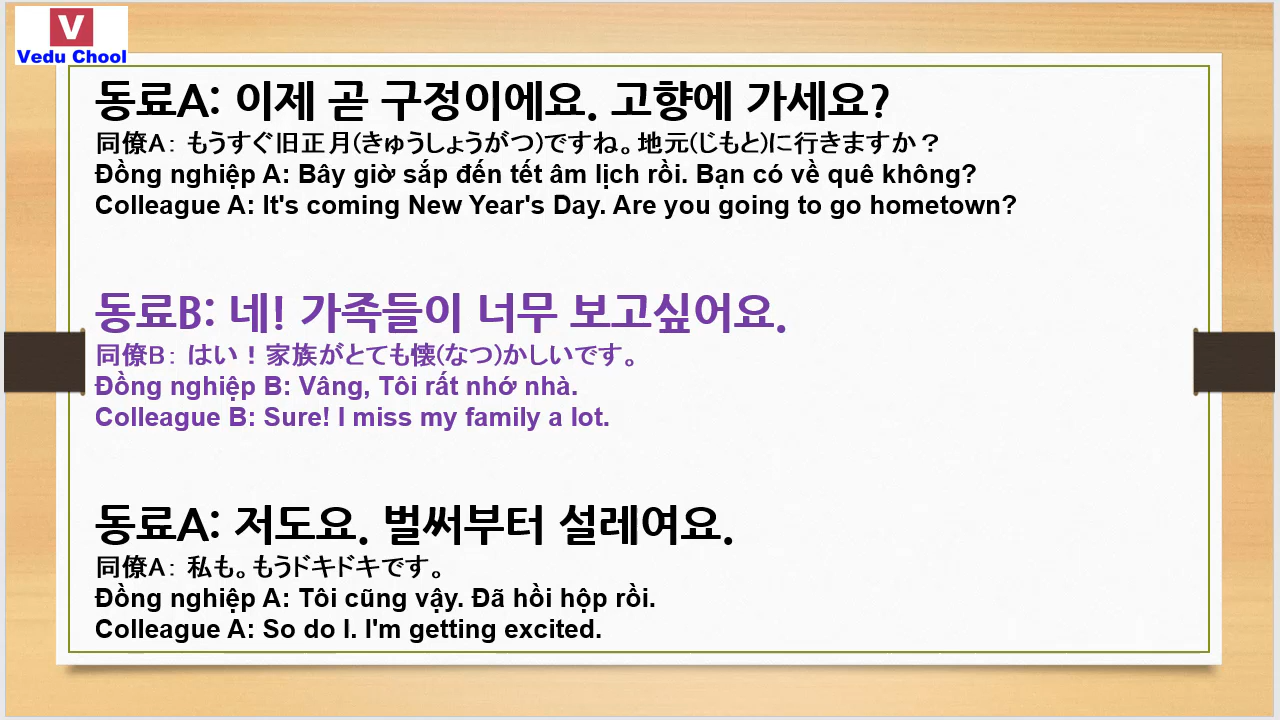 V
Vedu Chool
동료A: 이제 곧 구정이에요. 고향에 가세요?
同僚A： もうすぐ旧正月(きゅうしょうがつ)ですね。地元(じもと)に行きますか？
Đồng nghiệp A: Bây giờ sắp đến tết âm lịch rồi. Bạn có về quê không?
Colleague A: It's coming New Year's Day. Are you going to go hometown?
동료B: 네! 가족들이 너무 보고싶어요.
同僚B： はい！家族がとても懐(なつ)かしいです。
Đồng nghiệp B: Vâng, Tôi rất nhớ nhà.
Colleague B: Sure! I miss my family a lot.
동료A: 저도요. 벌써부터 설레여요.
同僚A： 私も。もうドキドキです。
Đồng nghiệp A: Tôi cũng vậy. Đã hồi hộp rồi.
Colleague A: So do I. I'm getting excited.